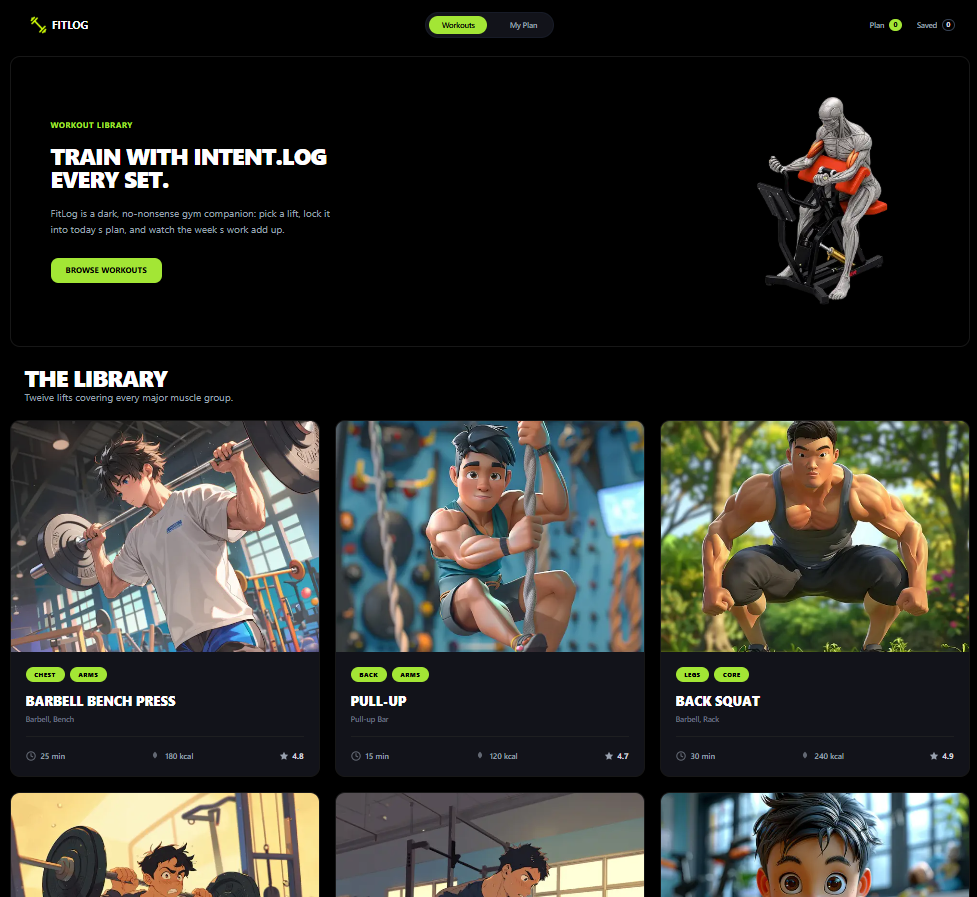 FITLOG
Workouts
My Plan
Plan 0
Saved 0
WORKOUT LIBRARY
TRAIN WITH INTENT.LOG
EVERY SET.
FitLog is a dark, no-nonsense gym companion: pick a lift, lock it
into today s plan, and watch the week s work add up.
BROWSE WORKOUTS
THE LIBRARY
Twelve lifts covering every major muscle group.
CHEST ARMS
BARBELL BENCH PRESS
Barbell, Bench
25 min 180 kcal 4.8
BACK ARMS
PULL-UP
Pull-up Bar
15 min 120 kcal 4.7
LEGS CORE
BACK SQUAT
Barbell, Rack
30 min 240 kcal 4.9